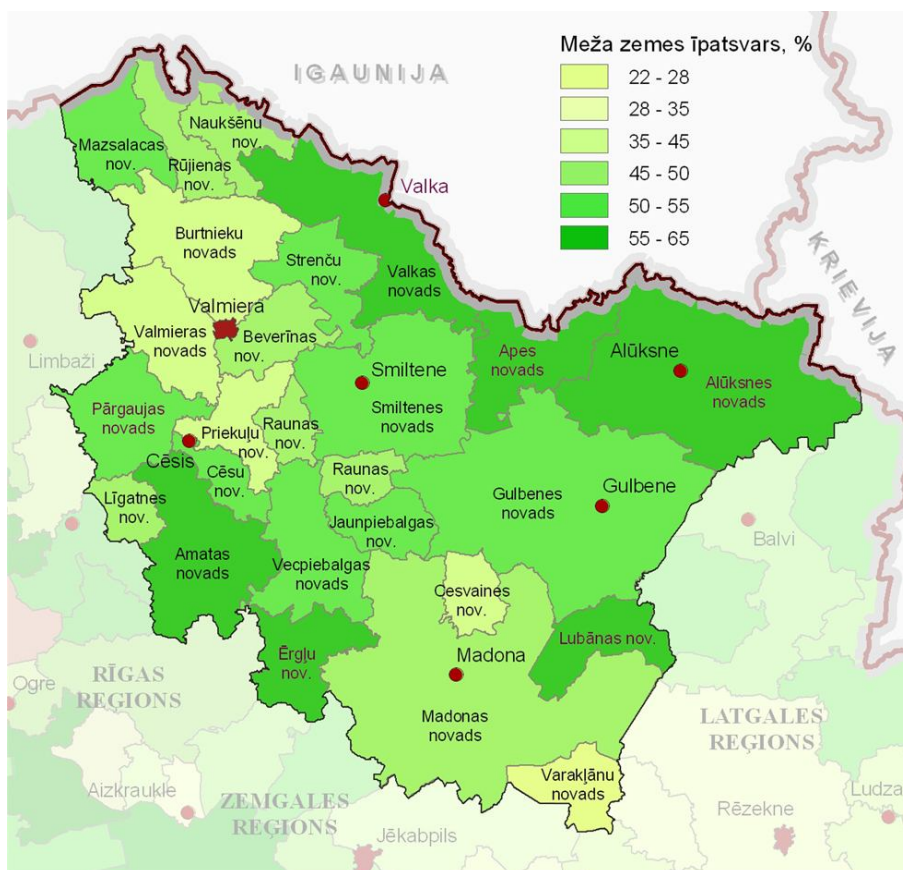 Meža zemes īpatsvars, %
22 - 28
28 - 35
35 - 45
45 - 50
50 - 55
55 - 65
IGAUNIJA
KRIEVIJA
Naukšēnu
nov.
Mazsalacas
nov.
Rūjienas
nov.
Valka
Burtnieku
novads
Strenču
nov.
Valkas
novads
Valmiera
Valmieras
novads
Beverīnas
nov.
Limbaži
Apes
novads
Alūksne
Alūksnes
novads
Smiltene
Smiltenes
novads
Pārgaujas
novads
Priekuļu
nov.
Raunas
nov.
Cēsis
Cēsu
nov.
Raunas
nov.
Līgatnes
nov.
Gulbenes
novads
Gulbene
Jaunpiebalgas
nov.
Balvi
Amatas
novads
Vecpiebalgas
novads
Cesvaines
nov.
Lubānas nov.
Ērgļu
nov.
Madona
Madonas
novads
RĪGAS
REGIONS
Ogre
LATGALES
REĢIONS
Varakļānu
novads
Aizkraukle
ZEMGALES
REĢIONS
Jēkabpils
Rēzekne
Ludza